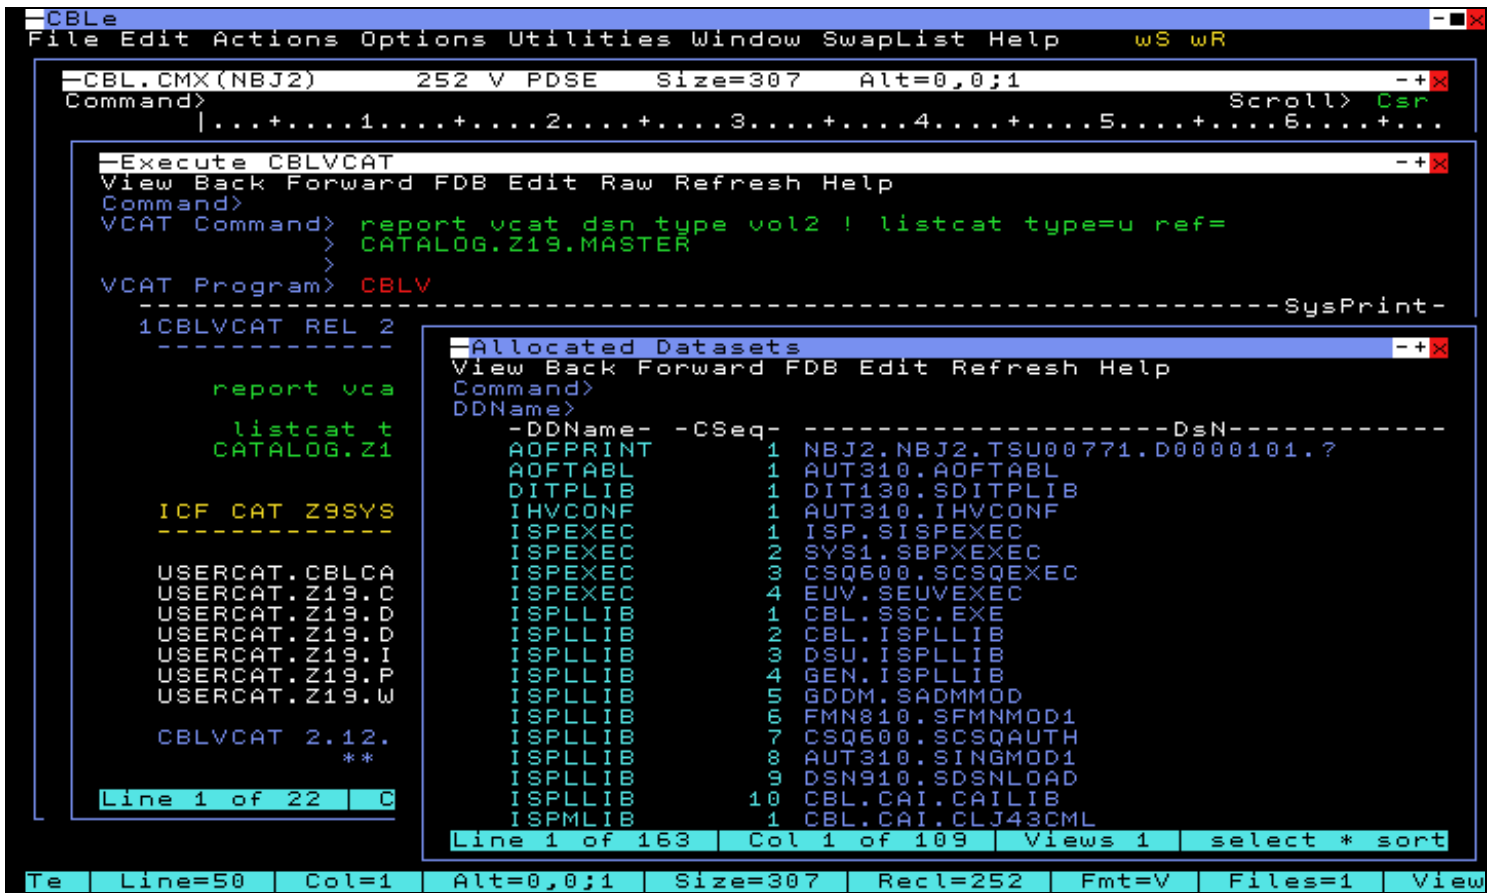 CBLe
File Edit Actions Options Utilities Window SwapList Help wS wR
CBL.CMX(NBJ2) 252 V PDSE Size=307 Alt=0,0;1
Command> Scroll> Csr
|...+....1....+....2....+....3....+....4....+....5....+....6....+...
Execute CBLVCAT
View Back Forward FDB Edit Raw Refresh Help
Command>
VCAT Command> report vcat dsn type vol2 ! listcat type=u ref=
> CATALOG.Z19.MASTER
>
VCAT Program> CBLV
--------------------------------------------------------------SysPrint-
1CBLVCAT REL 2
-------------
report vca
listcat t
CATALOG.Z1
ICF CAT Z9SYS
-------------
USERCAT.CBLCA
USERCAT.Z19.C
USERCAT.Z19.D
USERCAT.Z19.D
USERCAT.Z19.I
USERCAT.Z19.P
USERCAT.Z19.W
CBLVCAT 2.12.
**
Line 1 of 22 | C
Allocated Datasets
View Back Forward FDB Edit Refresh Help
Command>
DDName>
-DDName- -CSeq- --------------------DsN------------
AOFPRINT 1 NBJ2.NBJ2.TSU00771.D0000101.?
AOFTABL 1 AUT310.AOFTABL
DITPLIB 1 DIT130.SDITPLIB
IHVCONF 1 AUT310.IHVCONF
ISPEXEC 1 ISP.SISPEXEC
ISPEXEC 2 SYS1.SBPXEXEC
ISPEXEC 3 CSQ600.SCSQEXEC
ISPEXEC 4 EUV.SEUVEXEC
ISPLLIB 1 CBL.SSC.EXE
ISPLLIB 2 CBL.ISPLLIB
ISPLLIB 3 DSU.ISPLLIB
ISPLLIB 4 GEN.ISPLLIB
ISPLLIB 5 GDDM.SADMMOD
ISPLLIB 6 FMN810.SFMNMOD1
ISPLLIB 7 CSQ600.SCSQAUTH
ISPLLIB 8 AUT310.SINGMOD1
ISPLLIB 9 DSN910.SDSNLOAD
ISPLLIB 10 CBL.CAI.CAILIB
ISPMLIB 1 CBL.CAI.CLJ43CML
Line 1 of 163 | Col 1 of 109 | Views 1 | select * sort
Te | Line=50 | Col=1 | Alt=0,0;1 | Size=307 | Recl=252 | Fmt=V | Files=1 | View